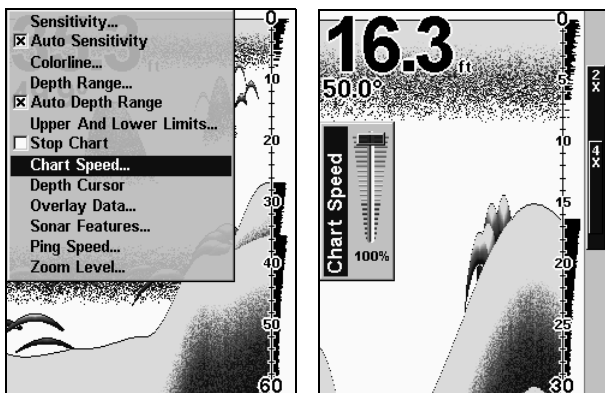 Sensitivity...
Auto Sensitivity
Colorline...
Depth Range...
Auto Depth Range
Upper And Lower Limits...
Stop Chart
Chart Speed...
Depth Cursor
Overlay Data...
Sonar Features...
Ping Speed...
Zoom Level...
0
10
20
30
40
50
60
16.3 ft
50.0°
Chart Speed
100%
0
5
10
15
20
25
30
2X
4X